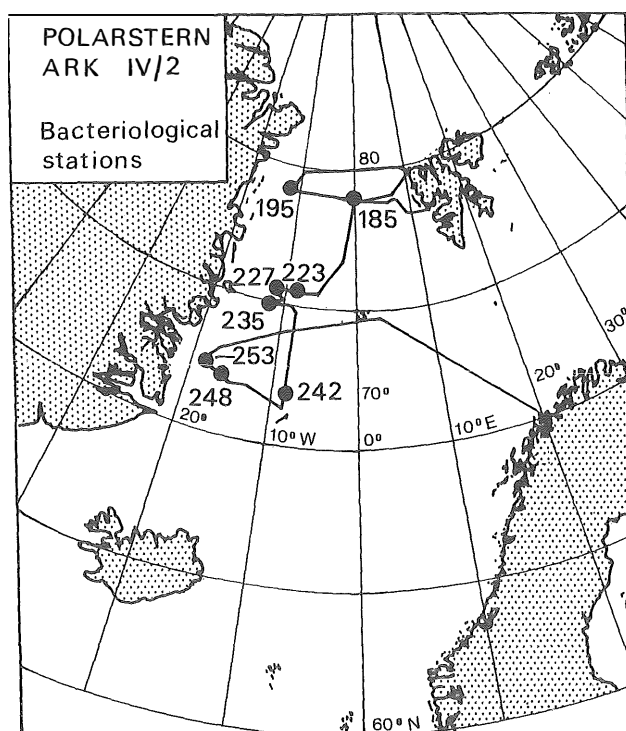 POLARSTERN
ARK IV/2
Bacteriological
stations
80
195
185
227 223
235
253
248
242
70°
20°
10° W
0°
10° E
20°
30°
60° N